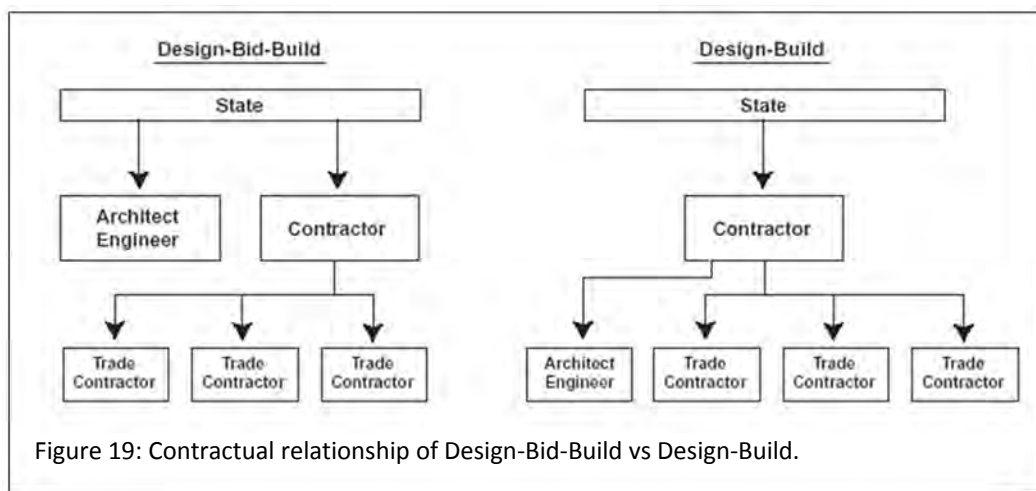 Design-Bid-Build
State
Architect
Engineer
Contractor
Trade
Contractor
Trade
Contractor
Trade
Contractor
Design-Build
State
Contractor
Architect
Engineer
Trade
Contractor
Trade
Contractor
Trade
Contractor
Figure 19: Contractual relationship of Design-Bid-Build vs Design-Build.